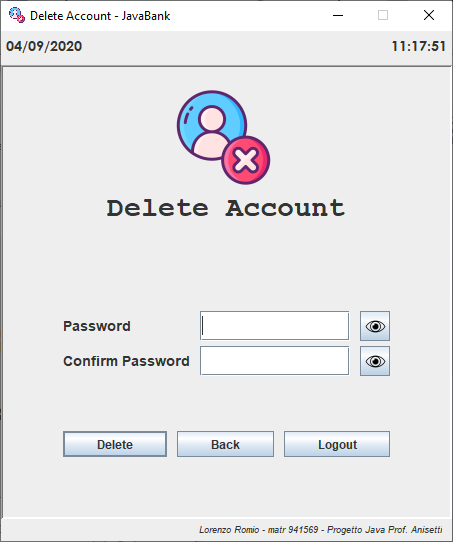 Delete Account - JavaBank
04/09/2020 11:17:51
Delete Account
Password
Confirm Password
Delete Back Logout
Lorenzo Romio - matr 941569 - Progetto Java Prof. Anisetti